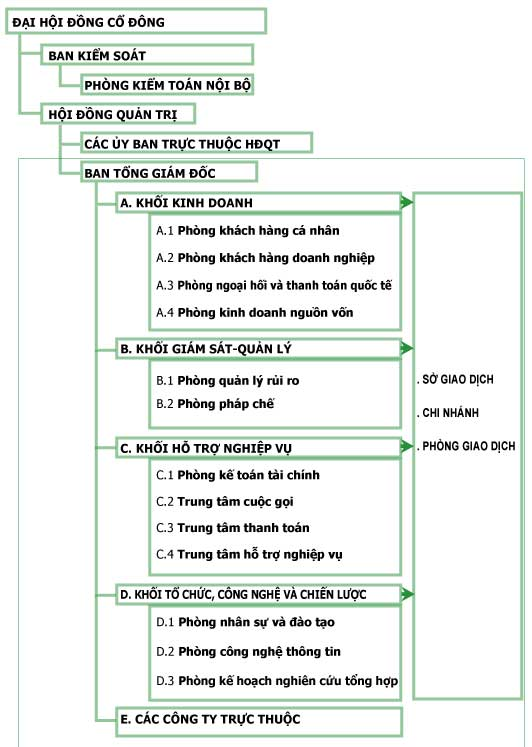 ĐẠI HỘI ĐỒNG CỔ ĐÔNG
BAN KIỂM SOÁT
PHÒNG KIỂM TOÁN NỘI BỘ
HỘI ĐỒNG QUẢN TRỊ
CÁC ỦY BAN TRỰC THUỘC HĐQT
BAN TỔNG GIÁM ĐỐC
A. KHỐI KINH DOANH
A.1 Phòng khách hàng cá nhân
A.2 Phòng khách hàng doanh nghiệp
A.3 Phòng ngoại hối và thanh toán quốc tế
A.4 Phòng kinh doanh nguồn vốn
B. KHỐI GIÁM SÁT-QUẢN LÝ
B.1 Phòng quản lý rủi ro
B.2 Phòng pháp chế
C. KHỐI HỖ TRỢ NGHIỆP VỤ
C.1 Phòng kế toán tài chính
C.2 Trung tâm cuộc gọi
C.3 Trung tâm thanh toán
C.4 Trung tâm hỗ trợ nghiệp vụ
D. KHỐI TỔ CHỨC, CÔNG NGHỆ VÀ CHIẾN LƯỢC
D.1 Phòng nhân sự và đào tạo
D.2 Phòng công nghệ thông tin
D.3 Phòng kế hoạch nghiên cứu tổng hợp
E. CÁC CÔNG TY TRỰC THUỘC
. SỞ GIAO DỊCH
. CHI NHÁNH
. PHÒNG GIAO DỊCH